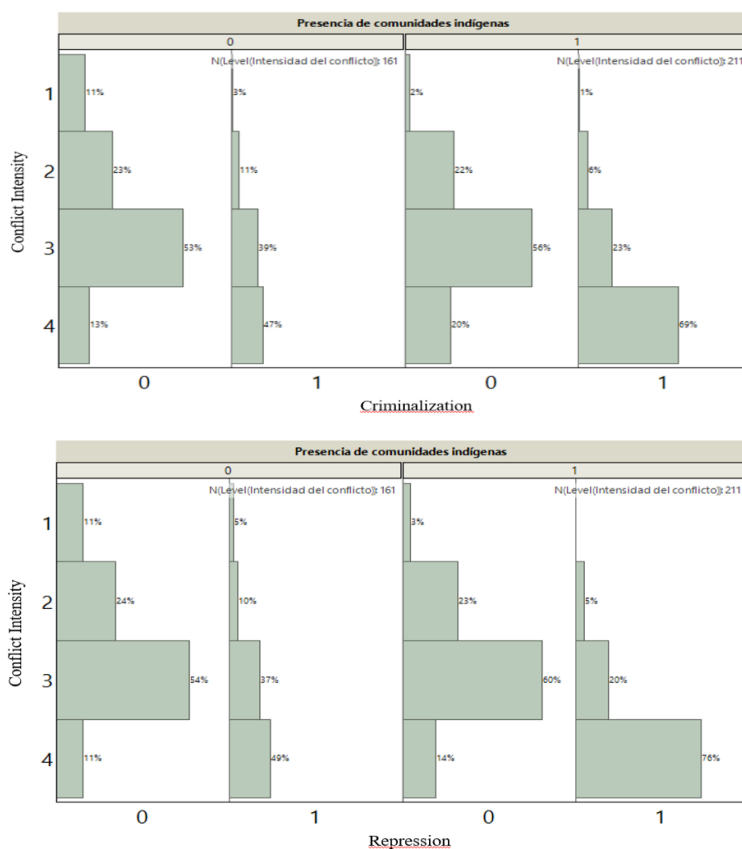 Presencia de comunidades indígenas
0 1
N(Level(Intensidad del conflicto)): 161 N(Level(Intensidad del conflicto)): 211
Conflict Intensity
1 11% 3% 2% 1%
2 23% 11% 22% 6%
3 53% 39% 56% 23%
4 13% 47% 20% 69%
0 1 0 1
Criminalization
Presencia de comunidades indígenas
0 1
N(Level(Intensidad del conflicto)): 161 N(Level(Intensidad del conflicto)): 211
Conflict Intensity
1 11% 5% 3%
2 24% 10% 23% 5%
3 54% 37% 60% 20%
4 11% 49% 14% 76%
0 1 0 1
Repression